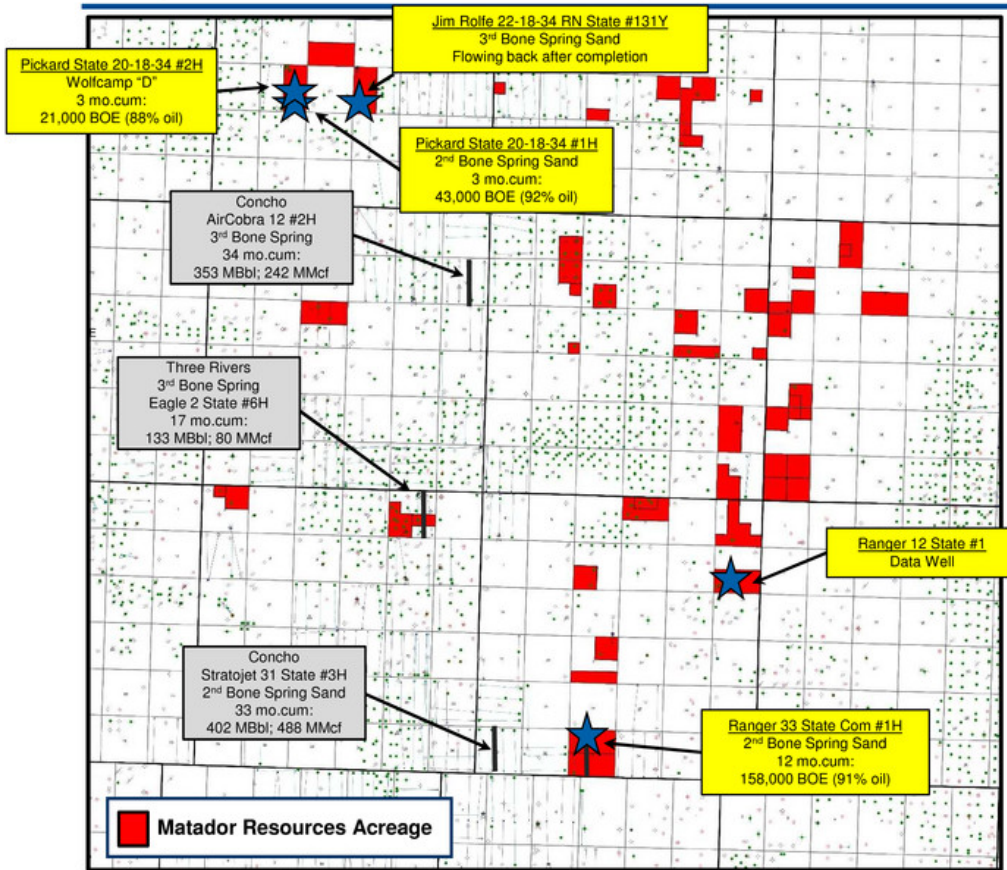 Jim Rolfe 22-18-34 RN State #131Y
3rd Bone Spring Sand
Flowing back after completion
Pickard State 20-18-34 #2H
Wolfcamp "D"
3 mo.cum:
21,000 BOE (88% oil)
Pickard State 20-18-34 #1H
2nd Bone Spring Sand
3 mo.cum:
43,000 BOE (92% oil)
Concho
AirCobra 12 #2H
3rd Bone Spring
34 mo.cum:
353 MBbl; 242 MMcf
Three Rivers
3rd Bone Spring
Eagle 2 State #6H
17 mo.cum:
133 MBbl; 80 MMcf
Ranger 12 State #1
Data Well
Concho
Stratojet 31 State #3H
2nd Bone Spring Sand
33 mo.cum:
402 MBbl; 488 MMcf
Ranger 33 State Com #1H
2nd Bone Spring Sand
12 mo.cum:
158,000 BOE (91% oil)
Matador Resources Acreage